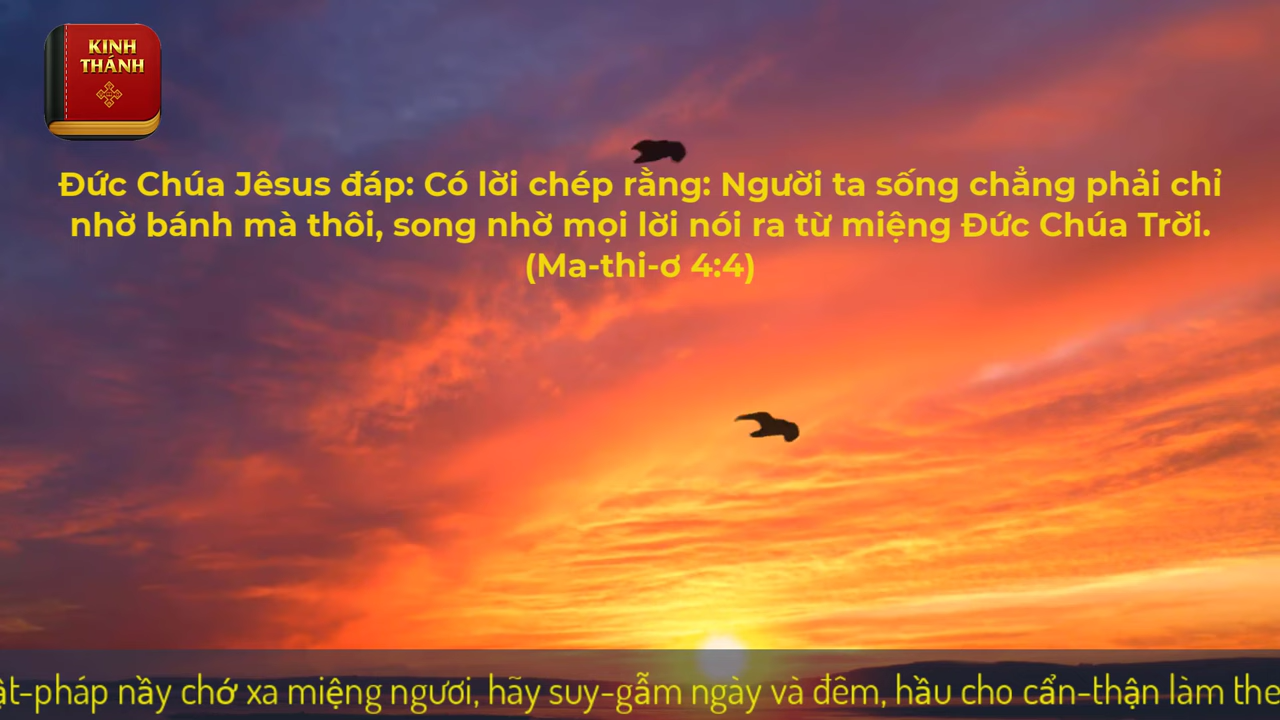 KINH
THÁNH
Đức Chúa Jêsus đáp: Có lời chép rằng: Người ta sống chẳng phải chỉ
nhờ bánh mà thôi, song nhờ mọi lời nói ra từ miệng Đức Chúa Trời.
(Ma-thi-ơ 4:4)
ật-pháp nầy chớ xa miệng ngươi, hãy suy-gẫm ngày và đêm, hầu cho cẩn-thận làm the